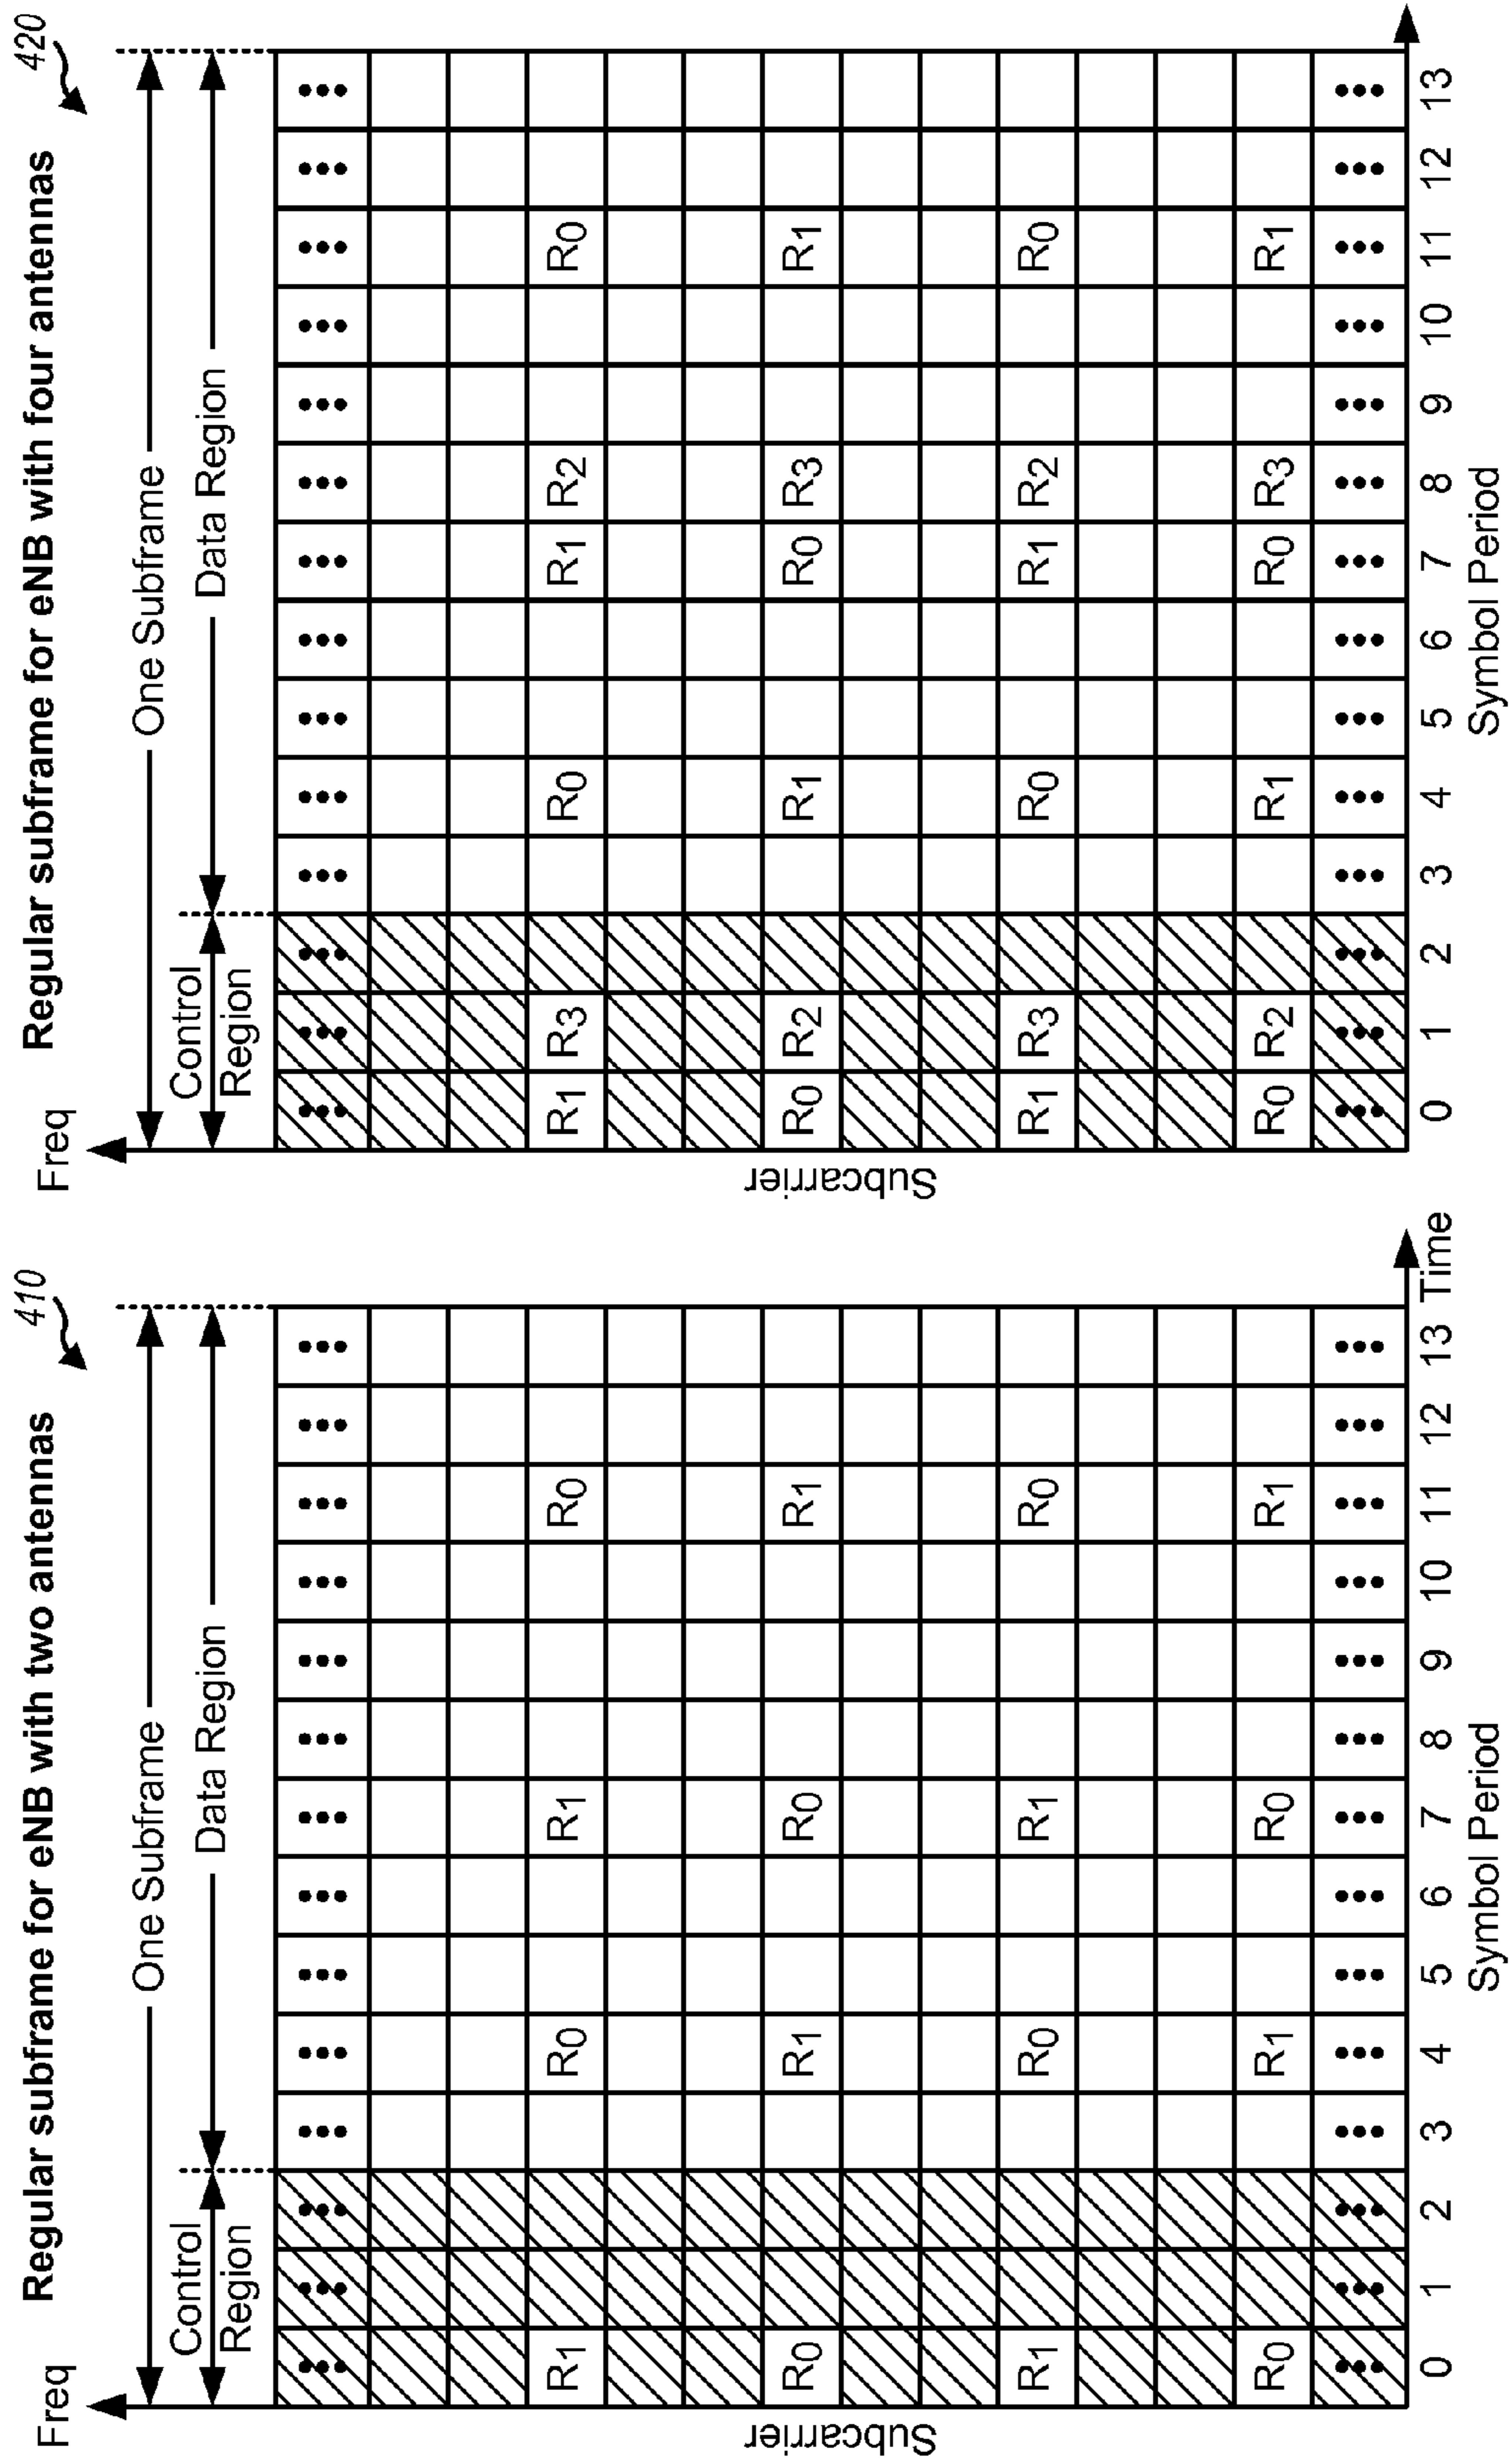 Regular subframe for eNB with two antennas
410
Freq
One Subframe
Control Region
Data Region
Subcarrier
R1 R0 R1 R0
R0 R1 R0 R1
R1 R0 R1 R0
R0 R1 R0 R1
0 1 2 3 4 5 6 7 8 9 10 11 12 13
Time
Symbol Period
Regular subframe for eNB with four antennas
420
Freq
One Subframe
Control Region
Data Region
Subcarrier
R1 R3 R0 R1 R2 R0
R0 R2 R1 R0 R3 R1
R1 R3 R0 R1 R2 R0
R0 R2 R1 R0 R3 R1
0 1 2 3 4 5 6 7 8 9 10 11 12 13
Symbol Period